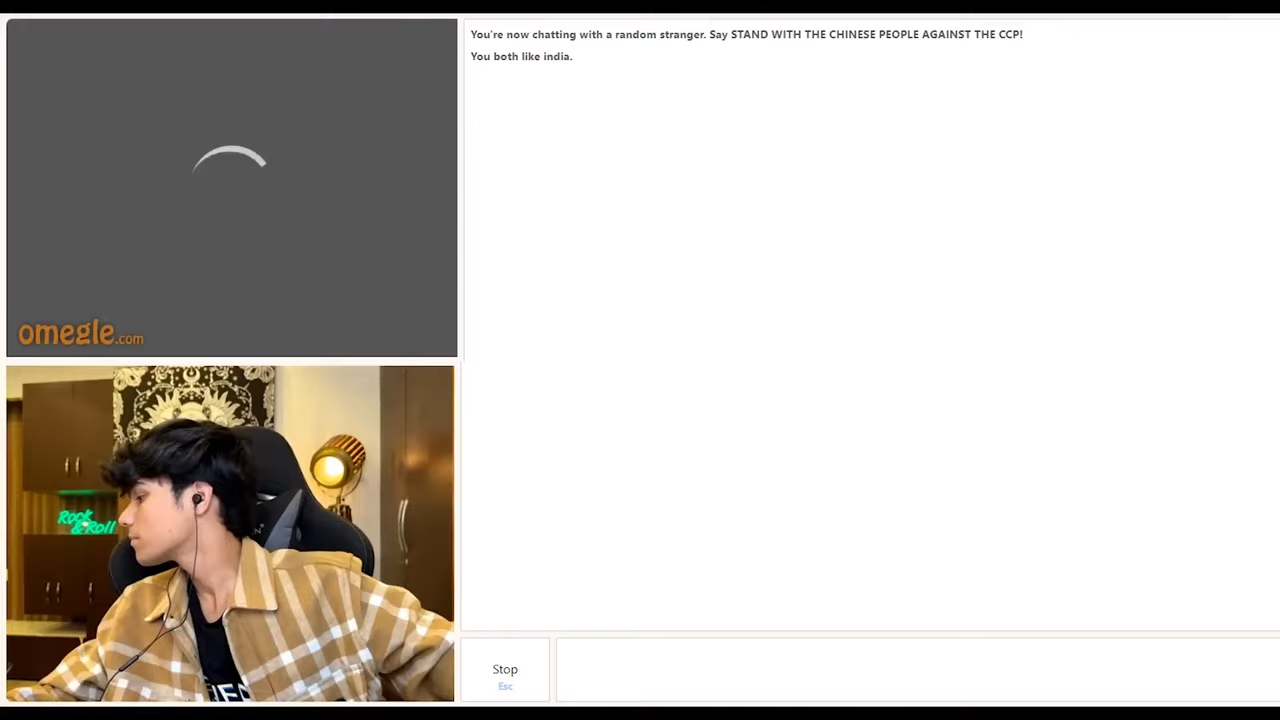 You're now chatting with a random stranger. Say STAND WITH THE CHINESE PEOPLE AGAINST THE CCP!
You both like india.
omegle.com
Rock
& Roll
Stop
Esc